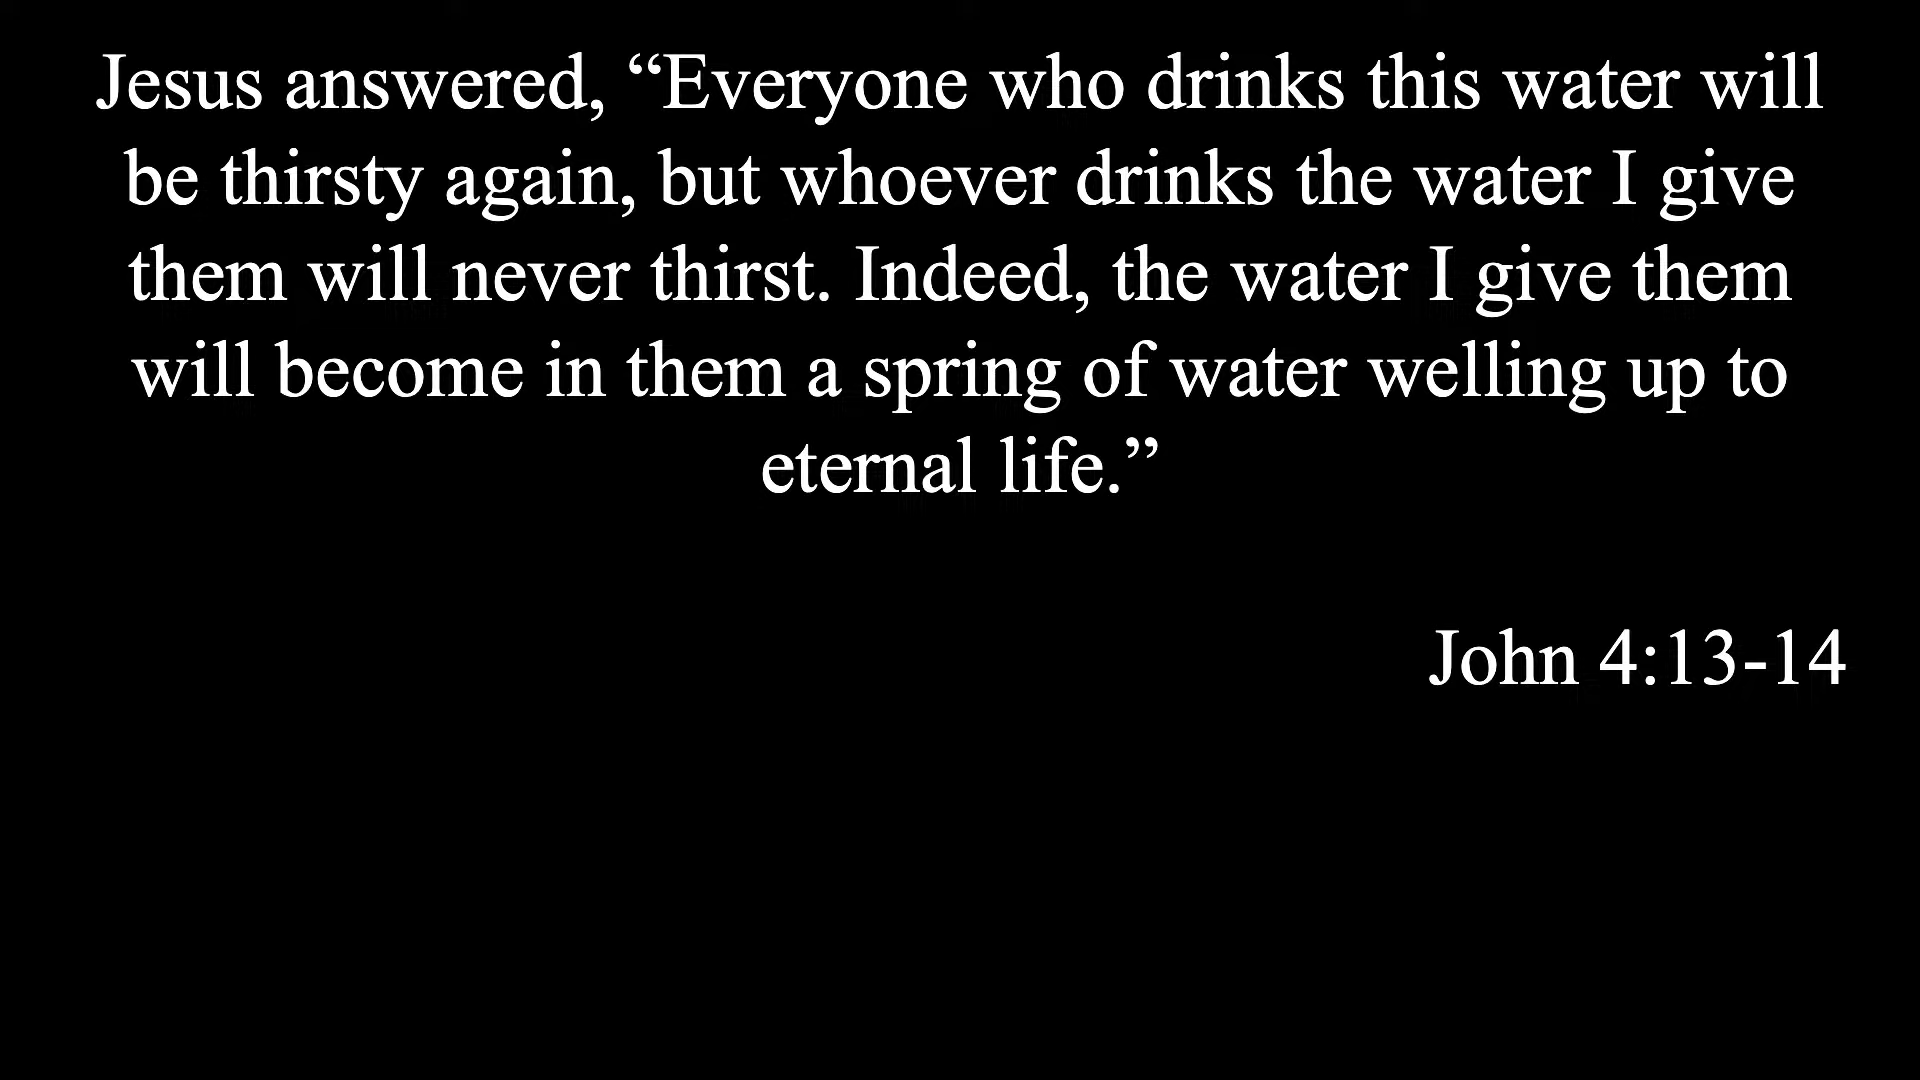 Jesus answered, “Everyone who drinks this water will
be thirsty again, but whoever drinks the water I give
them will never thirst. Indeed, the water I give them
will become in them a spring of water welling up to
eternal life.”
John 4:13-14